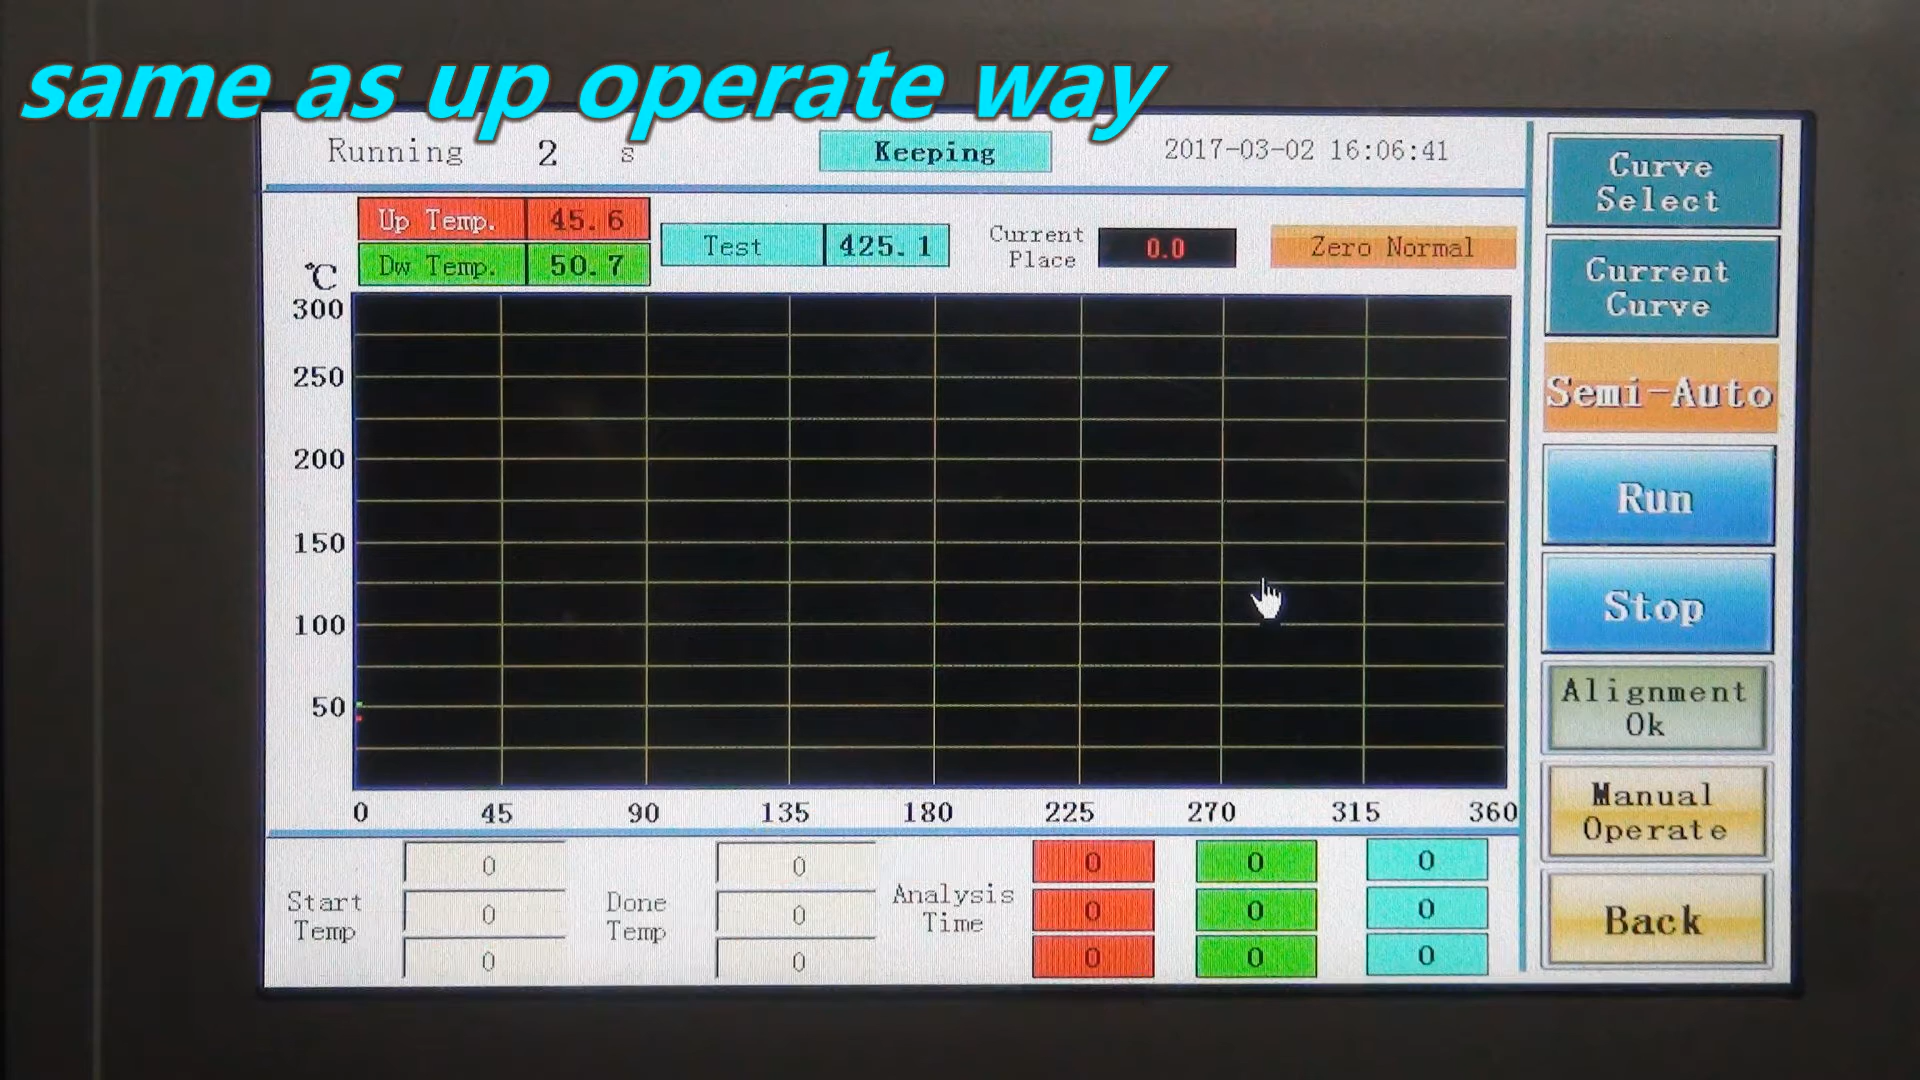 same as up operate way
Running 2 s
Keeping
2017-03-02 16:06:41
Up Temp. 45.6
Dw Temp. 50.7
Test 425.1
Current
Place
0.0
Zero Normal
℃
300
250
200
150
100
50
0 45 90 135 180 225 270 315 360
Start
Temp
0
0
0
Done
Temp
0
0
0
Analysis
Time
0 0 0
0 0 0
0 0 0
Curve
Select
Current
Curve
Semi-Auto
Run
Stop
Alignment
Ok
Manual
Operate
Back